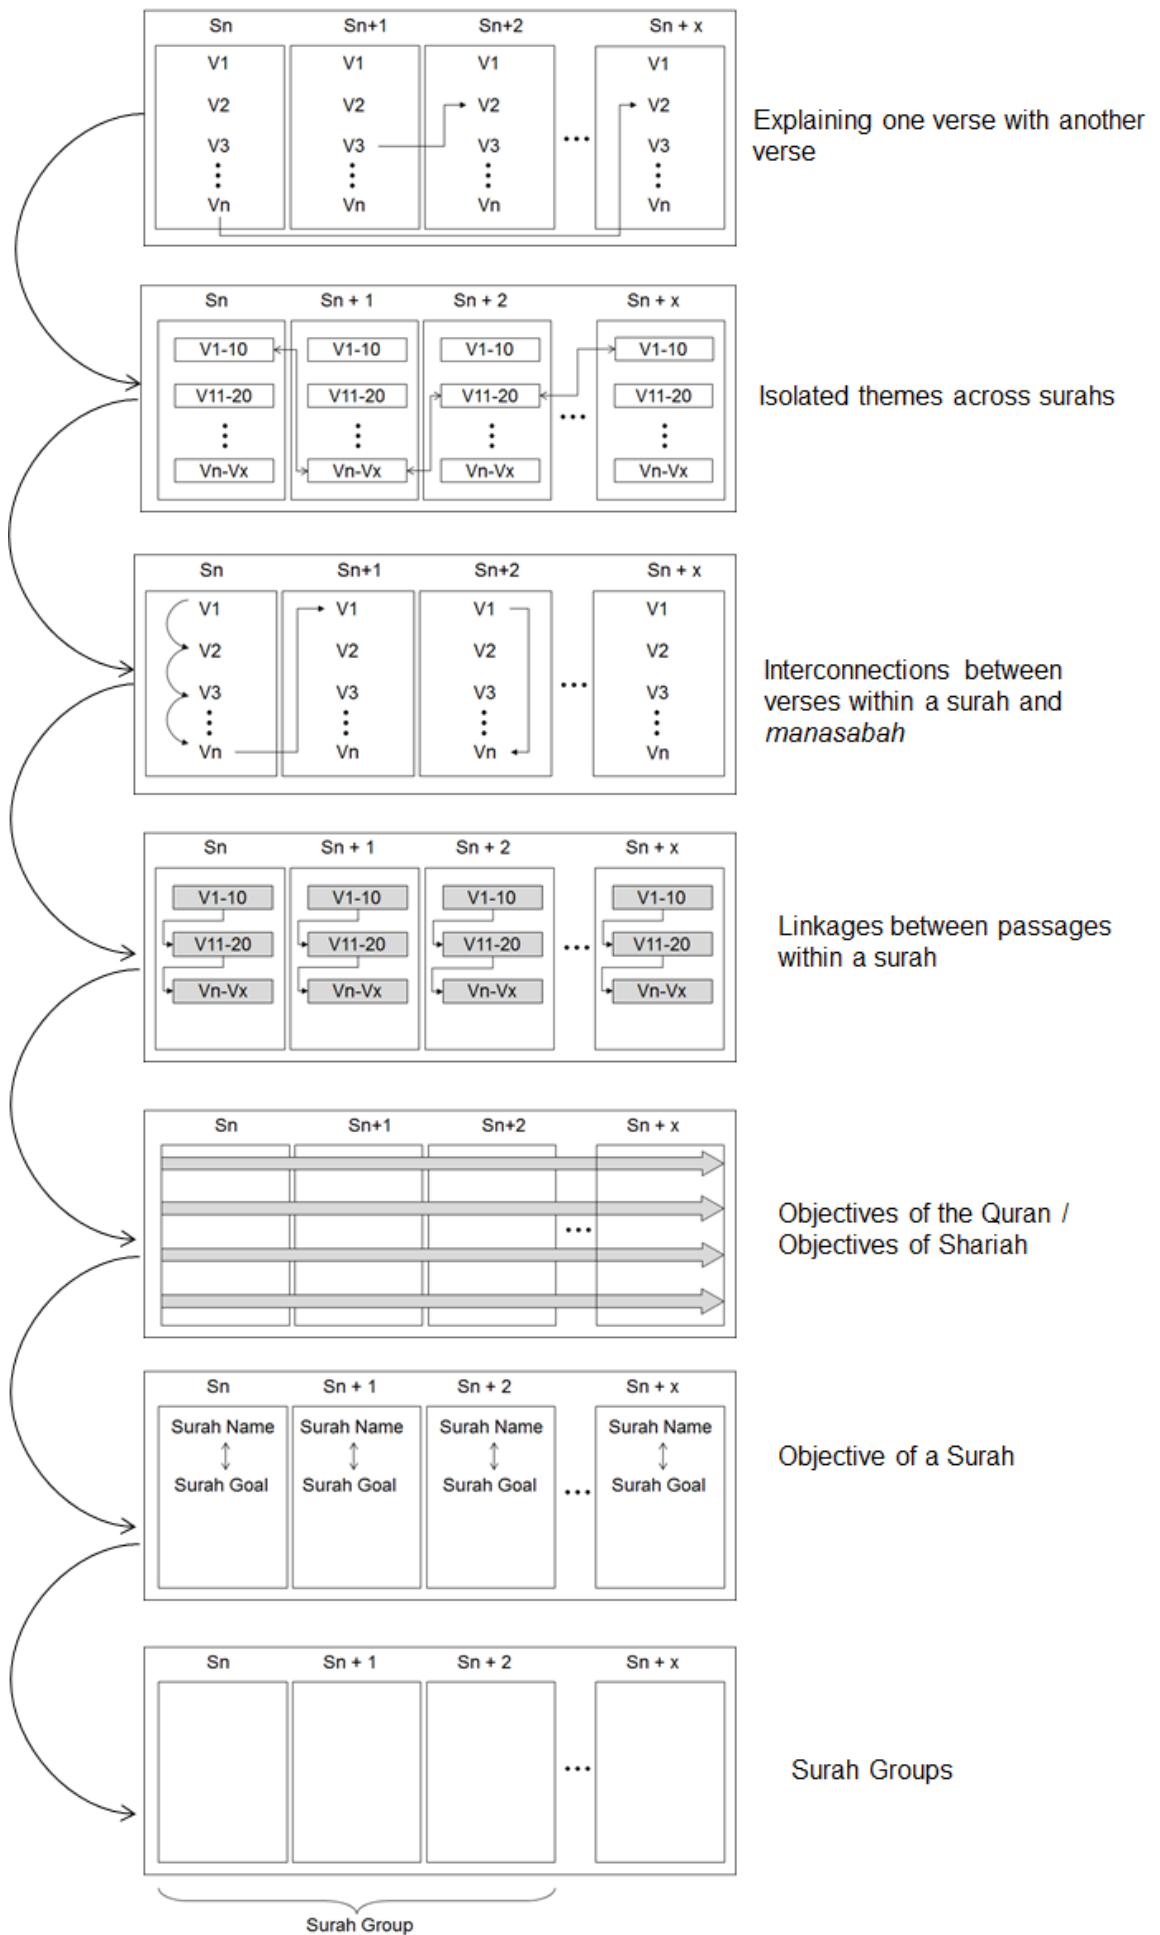 Sn Sn+1 Sn+2 Sn + x
V1 V1 V1 V1
V2 V2 V2 V2
V3 V3 V3 V3
Vn Vn Vn Vn
Explaining one verse with another
verse
Sn Sn + 1 Sn + 2 Sn + x
V1-10 V1-10 V1-10 V1-10
V11-20 V11-20 V11-20 V11-20
Vn-Vx Vn-Vx Vn-Vx Vn-Vx
Isolated themes across surahs
Sn Sn+1 Sn+2 Sn + x
V1 V1 V1 V1
V2 V2 V2 V2
V3 V3 V3 V3
Vn Vn Vn Vn
Interconnections between
verses within a surah and
manasabah
Sn Sn + 1 Sn + 2 Sn + x
V1-10 V1-10 V1-10 V1-10
V11-20 V11-20 V11-20 V11-20
Vn-Vx Vn-Vx Vn-Vx Vn-Vx
Linkages between passages
within a surah
Sn Sn+1 Sn+2 Sn + x
Objectives of the Quran /
Objectives of Shariah
Sn Sn + 1 Sn + 2 Sn + x
Surah Name Surah Name Surah Name Surah Name
Surah Goal Surah Goal Surah Goal Surah Goal
Objective of a Surah
Sn Sn + 1 Sn + 2 Sn + x
Surah Groups
Surah Group